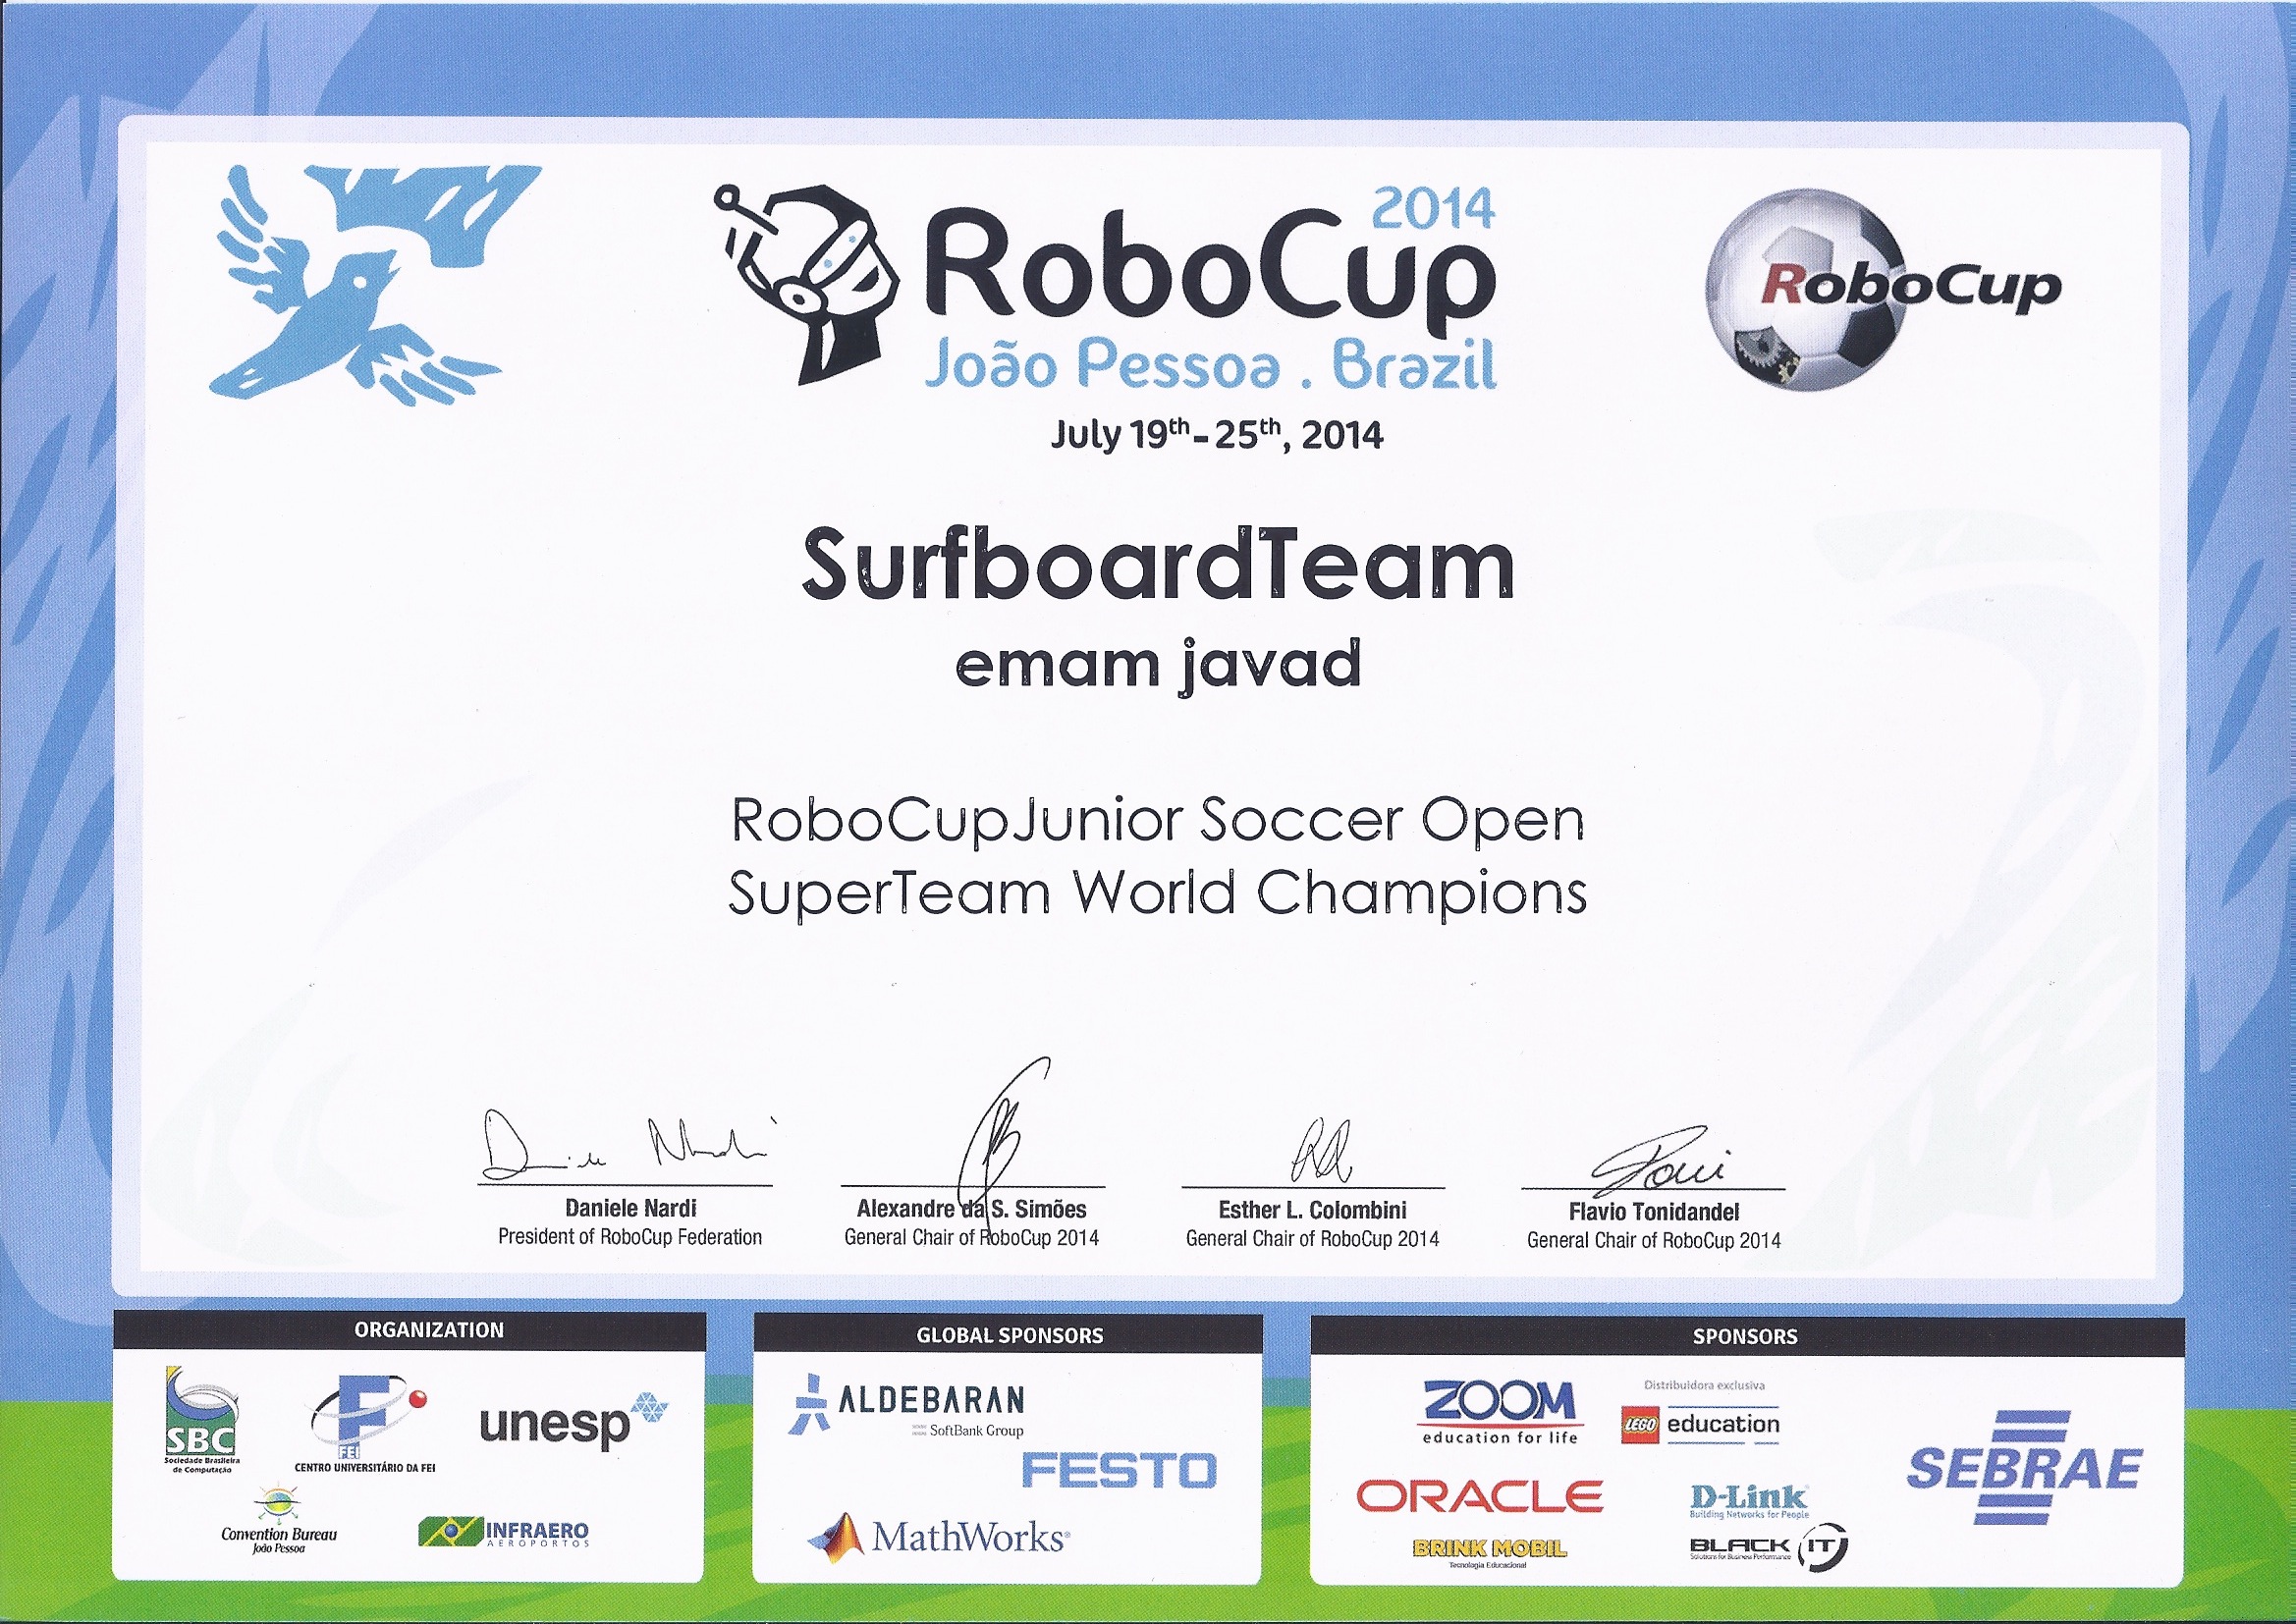 2014
RoboCup
João Pessoa . Brazil
July 19th-25th, 2014
RoboCup
SurfboardTeam
emam javad
RoboCupJunior Soccer Open
SuperTeam World Champions
Daniele Nardi
President of RoboCup Federation
Alexandre da S. Simões
General Chair of RoboCup 2014
Esther L. Colombini
General Chair of RoboCup 2014
Flavio Tonidandel
General Chair of RoboCup 2014
ORGANIZATION
SBC
Sociedade Brasileira
de Computação
FEI
CENTRO UNIVERSITÁRIO DA FEI
unesp
Convention Bureau
João Pessoa
INFRAERO
AEROPORTOS
GLOBAL SPONSORS
ALDEBARAN
SoftBank Group
FESTO
MathWorks®
SPONSORS
ZOOM
education for life
Distribuidora exclusiva
LEGO education
ORACLE
D-Link®
Building Networks for People
BRINK MOBIL
Tecnologia Educacional
BLACK IT
Solutions for Business Performance
SEBRAE